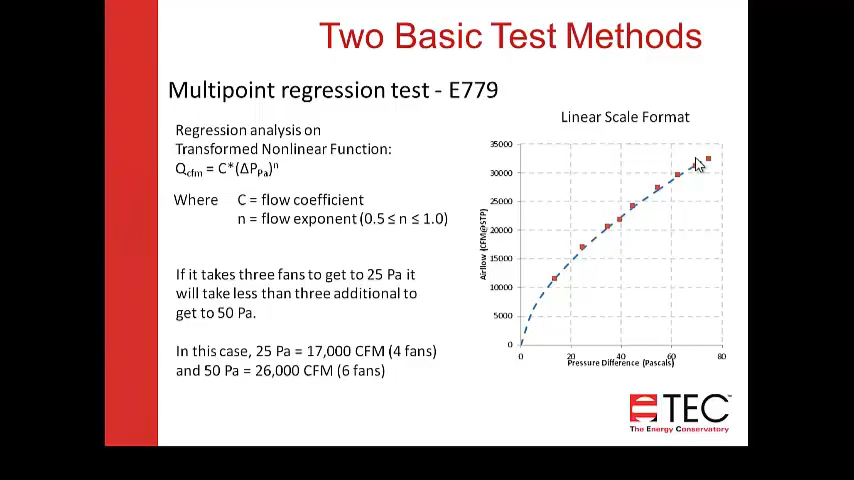 Two Basic Test Methods
Multipoint regression test - E779
Regression analysis on
Transformed Nonlinear Function:
Qcfm = C*(ΔPPa)n
Where C = flow coefficient
n = flow exponent (0.5 ≤ n ≤ 1.0)
If it takes three fans to get to 25 Pa it
will take less than three additional to
get to 50 Pa.
In this case, 25 Pa = 17,000 CFM (4 fans)
and 50 Pa = 26,000 CFM (6 fans)
Linear Scale Format
Airflow (CFM@STP)
35000
30000
25000
20000
15000
10000
5000
0
0 20 40 60 80
Pressure Difference (Pascals)
TEC™
The Energy Conservatory